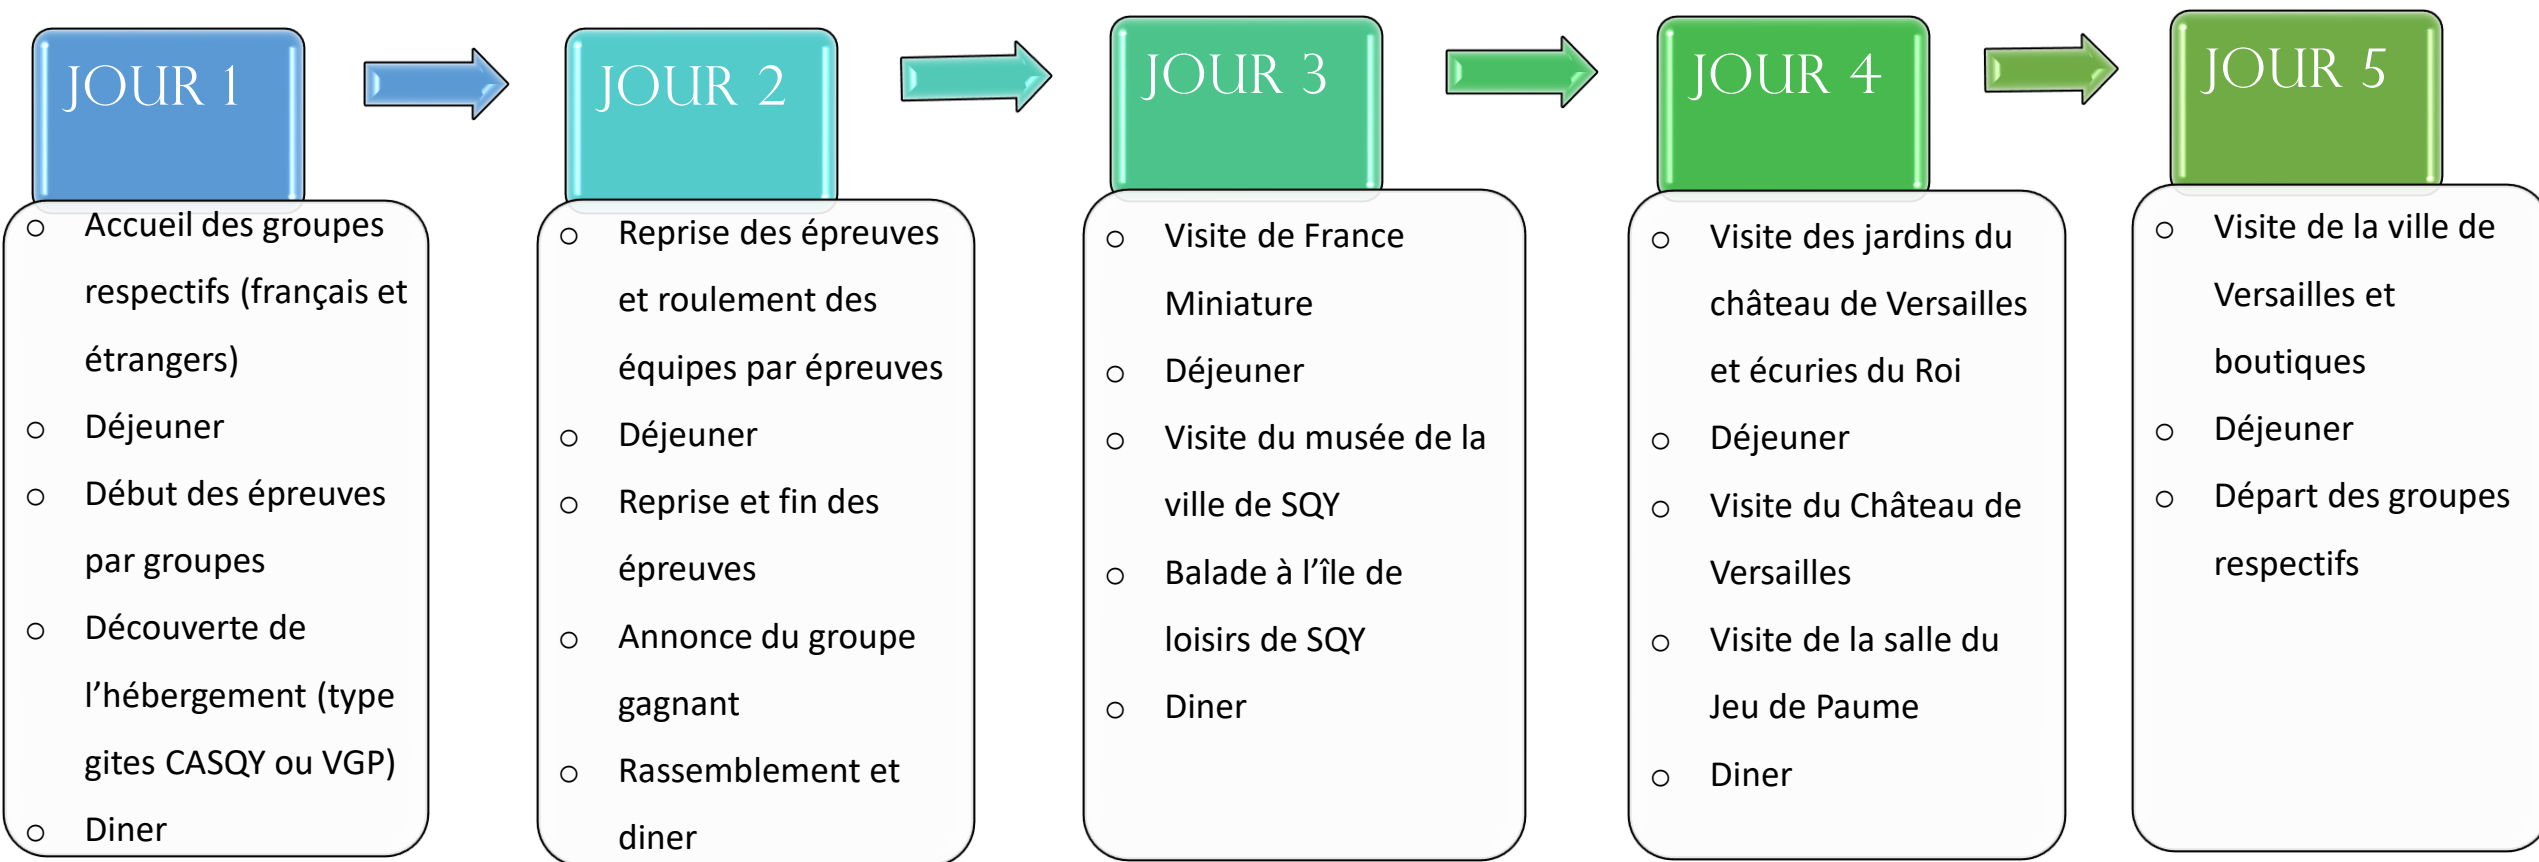 JOUR 1
Accueil des groupes
respectifs (français et
étrangers)
Déjeuner
Début des épreuves
par groupes
Découverte de
l'hébergement (type
gites CASQY ou VGP)
Diner
JOUR 2
Reprise des épreuves
et roulement des
équipes par épreuves
Déjeuner
Reprise et fin des
épreuves
Annonce du groupe
gagnant
Rassemblement et
diner
JOUR 3
Visite de France
Miniature
Déjeuner
Visite du musée de la
ville de SQY
Balade à l'île de
loisirs de SQY
Diner
JOUR 4
Visite des jardins du
château de Versailles
et écuries du Roi
Déjeuner
Visite du Château de
Versailles
Visite de la salle du
Jeu de Paume
Diner
JOUR 5
Visite de la ville de
Versailles et
boutiques
Déjeuner
Départ des groupes
respectifs